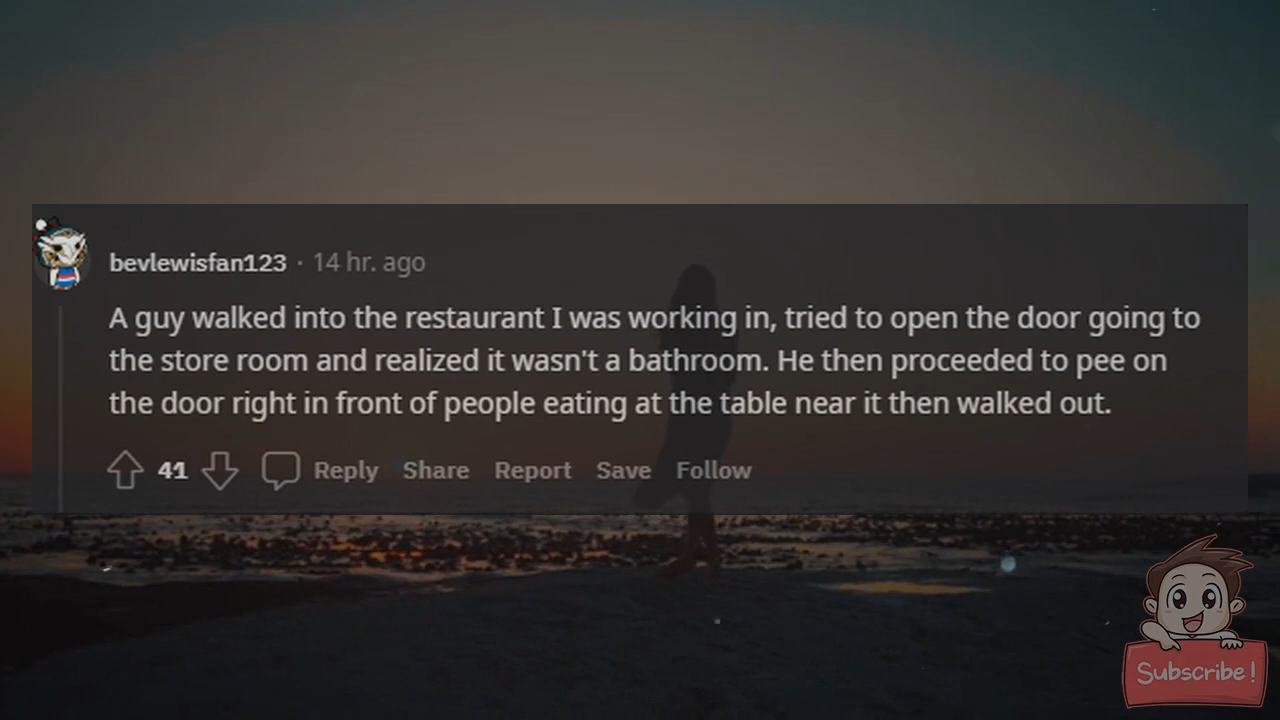 bevlewisfan123 · 14 hr. ago
A guy walked into the restaurant I was working in, tried to open the door going to
the store room and realized it wasn't a bathroom. He then proceeded to pee on
the door right in front of people eating at the table near it then walked out.
41 Reply Share Report Save Follow
Subscribe!